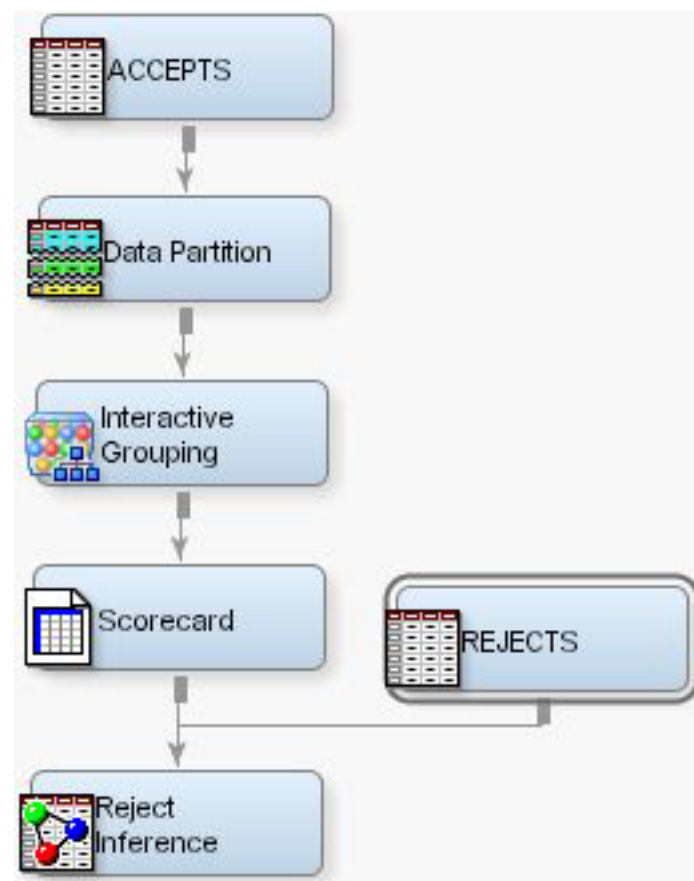 ACCEPTS
Data Partition
Interactive
Grouping
Scorecard
REJECTS
Reject
Inference